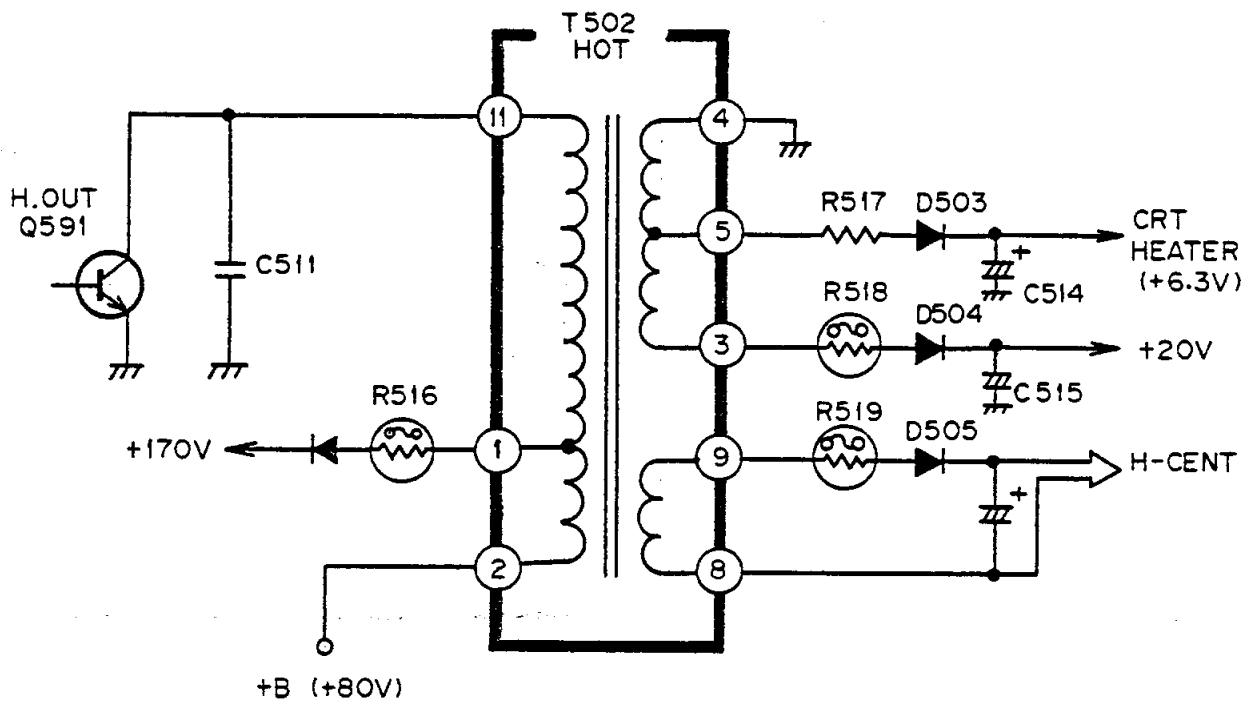 T502
HOT
11
4
H.OUT
Q591
C511
5
R517
D503
CRT
HEATER
(+6.3V)
+
C514
R518
D504
3
+20V
C515
R516
+170V
1
R519
D505
9
H-CENT
+
2
8
+B (+80V)